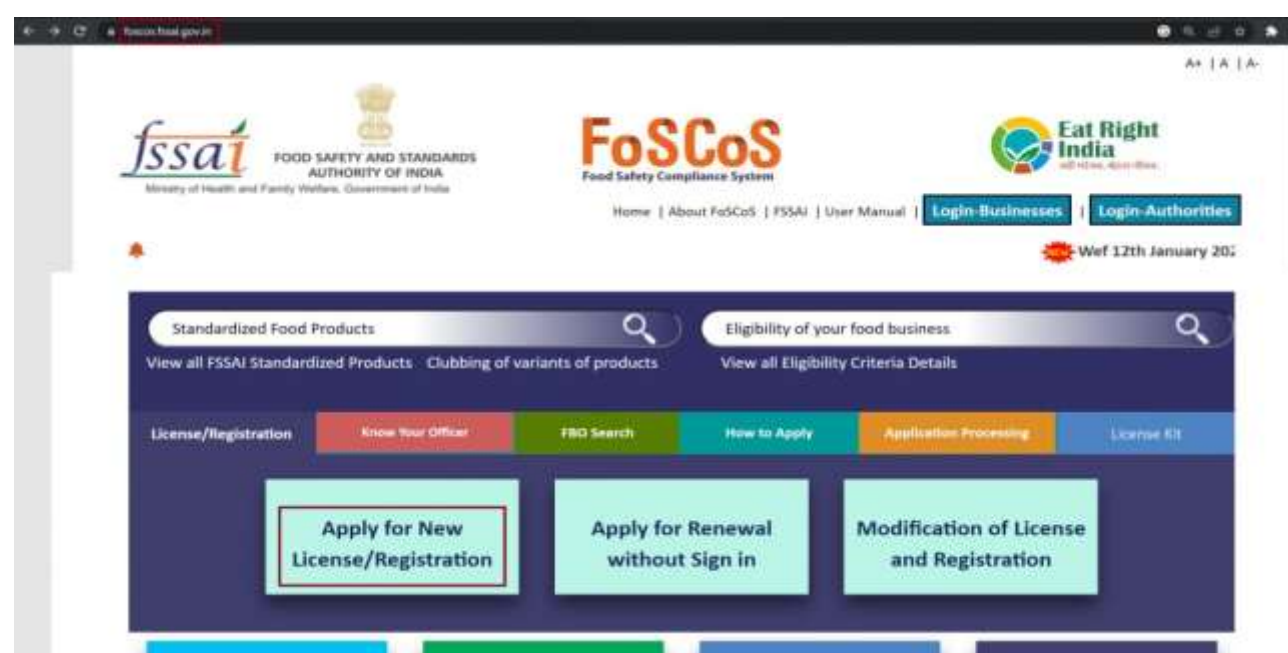 foscos.fssai.gov.in
A+ | A | A-
fssai
FOOD SAFETY AND STANDARDS
AUTHORITY OF INDIA
Ministry of Health and Family Welfare, Government of India
FoSCoS
Food Safety Compliance System
Eat Right
India
Home | About FoSCoS | FSSAI | User Manual | Login-Businesses | Login-Authorities
Wef 12th January 202
Standardized Food Products
Eligibility of your food business
View all FSSAI Standardized Products Clubbing of variants of products
View all Eligibility Criteria Details
License/Registration
Know Your Officer
FBO Search
How to Apply
Application Processing
License Kit
Apply for New
License/Registration
Apply for Renewal
without Sign in
Modification of License
and Registration